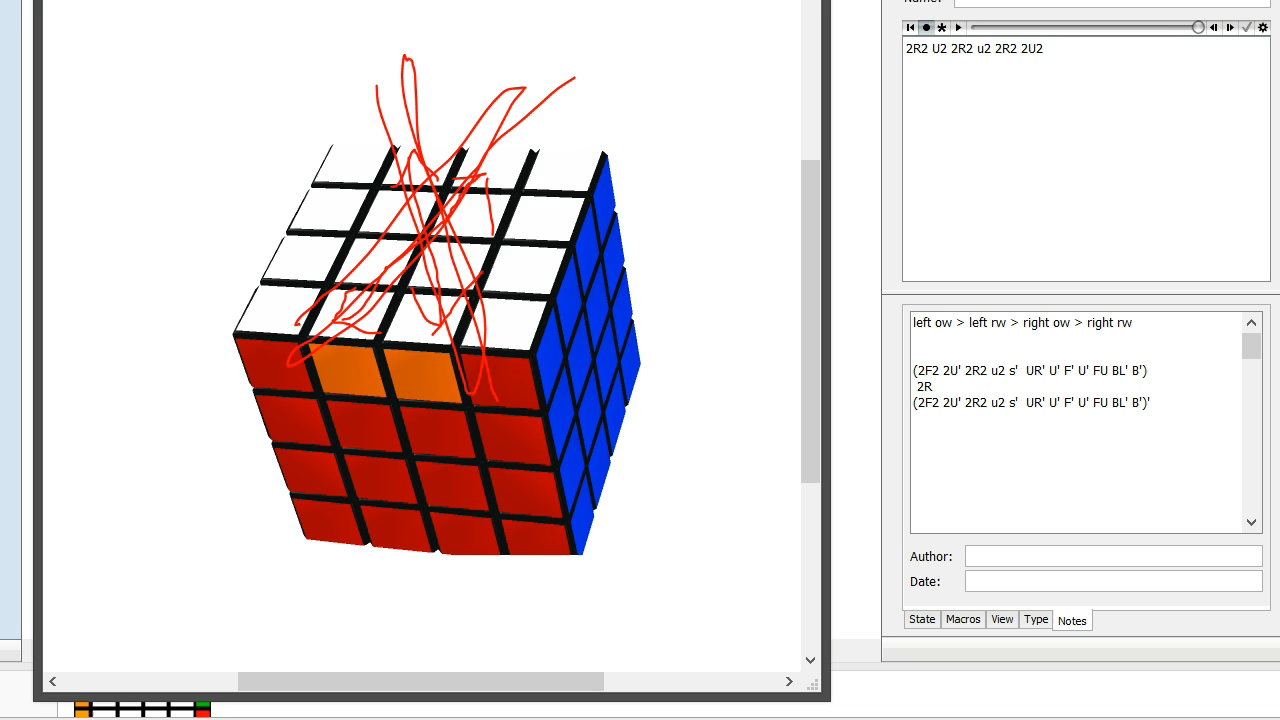 2R2 U2 2R2 u2 2R2 2U2
left ow > left rw > right ow > right rw
(2F2 2U' 2R2 u2 s'  UR' U' F' U' FU BL' B')
2R
(2F2 2U' 2R2 u2 s'  UR' U' F' U' FU BL' B')'
Author:
Date:
State Macros View Type Notes